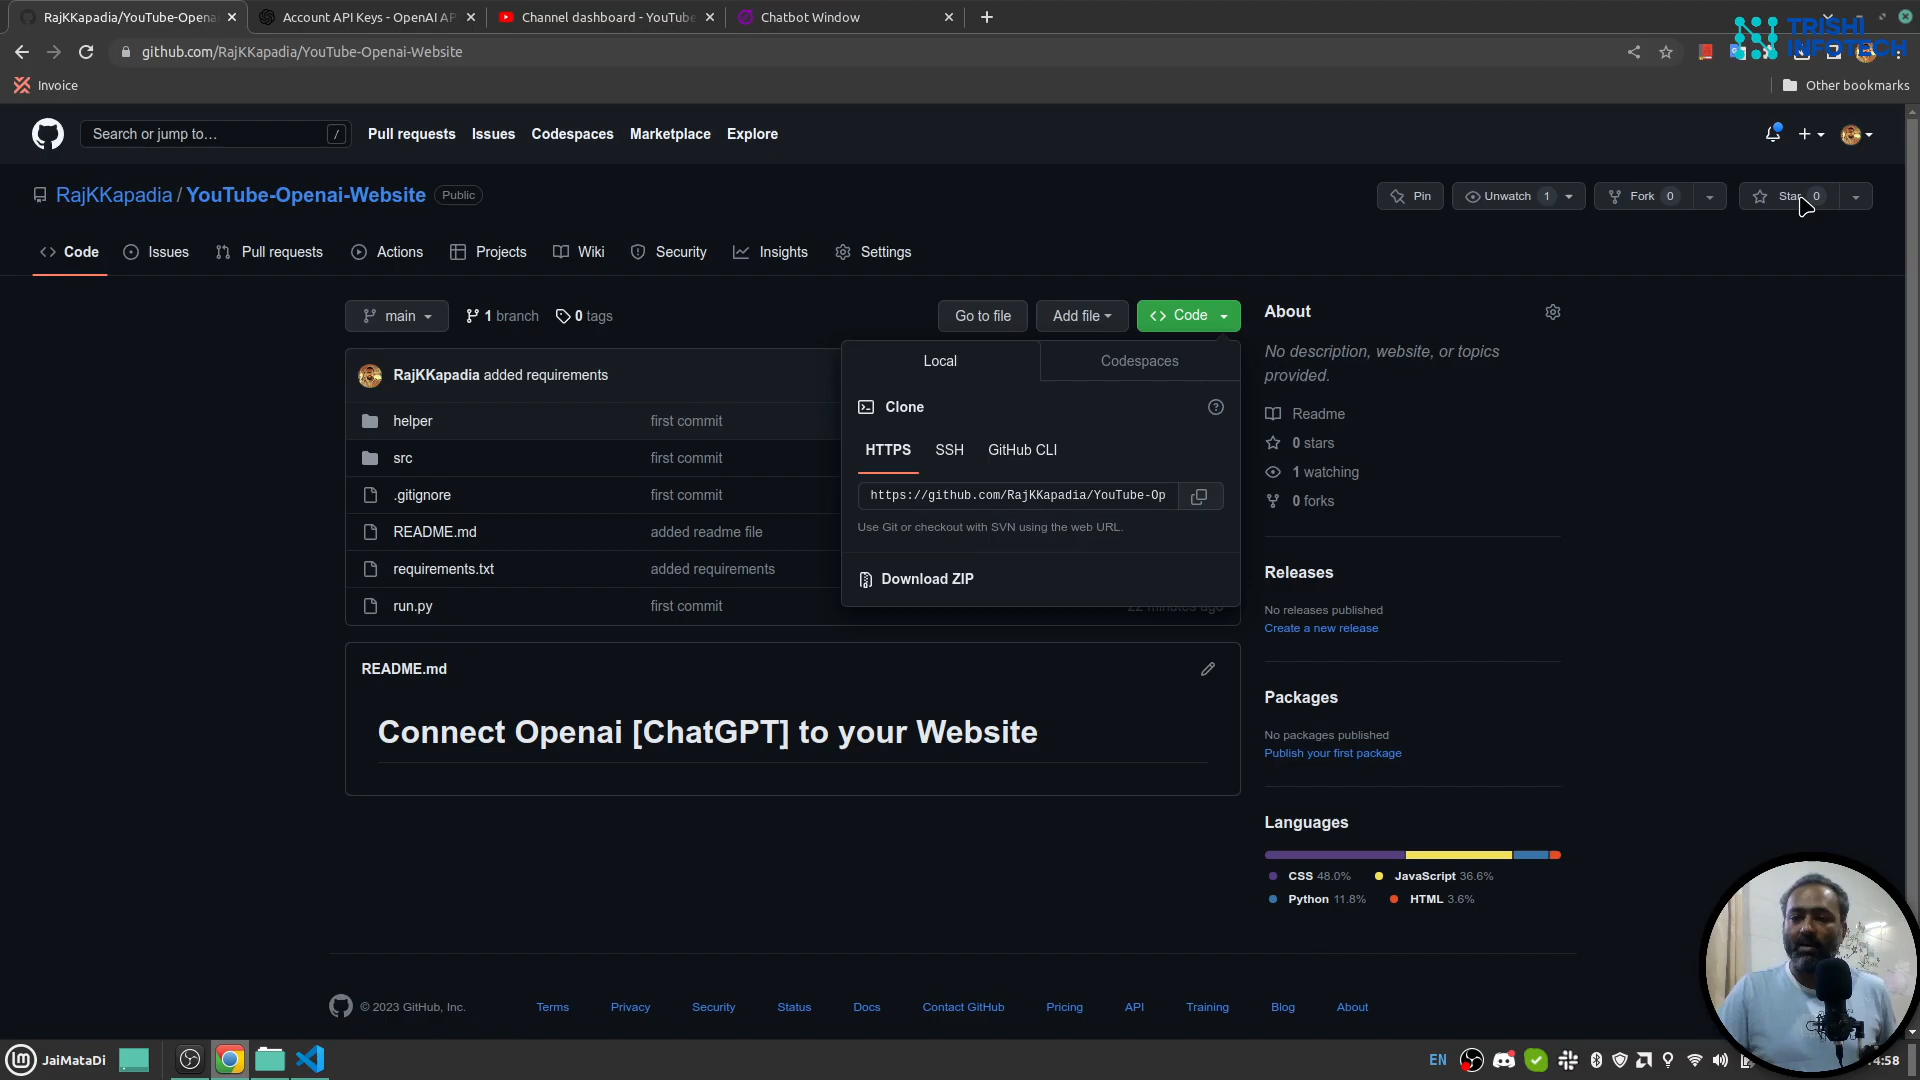 RajKKapadia/YouTube-Opena
Account API Keys - OpenAI AP
Channel dashboard - YouTube
Chatbot Window
TRISHI
INFOTECH
github.com/RajKKapadia/YouTube-Openai-Website
Invoice
Other bookmarks
Search or jump to…
/
Pull requests
Issues
Codespaces
Marketplace
Explore
RajKKapadia / YouTube-Openai-Website
Public
Pin
Unwatch 1
Fork 0
Star 0
Code
Issues
Pull requests
Actions
Projects
Wiki
Security
Insights
Settings
main
1 branch
0 tags
Go to file
Add file
Code
About
No description, website, or topics
provided.
RajKKapadia added requirements
Local
Codespaces
Clone
HTTPS
SSH
GitHub CLI
https://github.com/RajKKapadia/YouTube-Op
Use Git or checkout with SVN using the web URL.
Download ZIP
helper first commit
src first commit
.gitignore first commit
README.md added readme file
requirements.txt added requirements
run.py first commit 22 minutes ago
Readme
0 stars
1 watching
0 forks
Releases
No releases published
Create a new release
README.md
Connect Openai [ChatGPT] to your Website
Packages
No packages published
Publish your first package
Languages
CSS 48.0% JavaScript 36.6%
Python 11.8% HTML 3.6%
© 2023 GitHub, Inc.
Terms
Privacy
Security
Status
Docs
Contact GitHub
Pricing
API
Training
Blog
About
JaiMataDi
EN
4:58